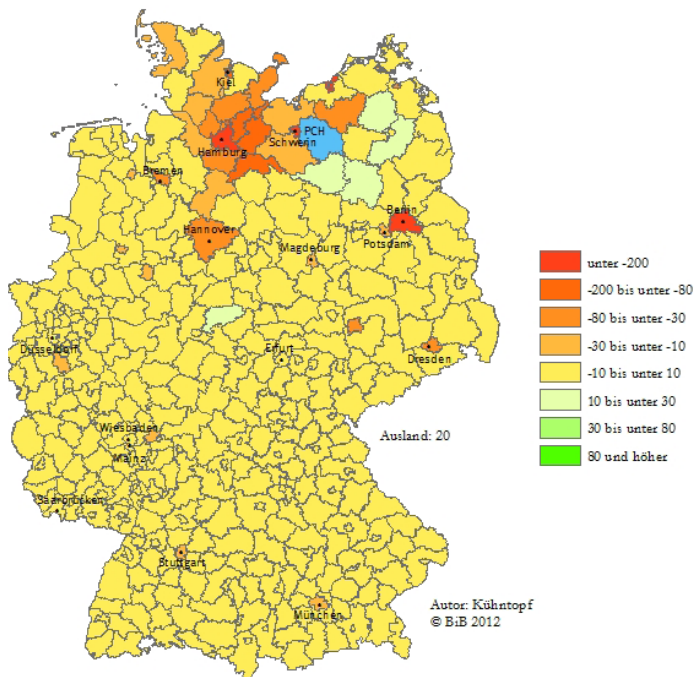 Kiel
PCH
Schwerin
Hamburg
Bremen
Berlin
Hannover
Potsdam
Magdeburg
unter -200
-200 bis unter -80
-80 bis unter -30
-30 bis unter -10
-10 bis unter 10
10 bis unter 30
30 bis unter 80
80 und höher
Düsseldorf
Erfurt
Dresden
Wiesbaden
Mainz
Ausland: 20
Saarbrücken
Stuttgart
München
Autor: Kühntopf
© BiB 2012